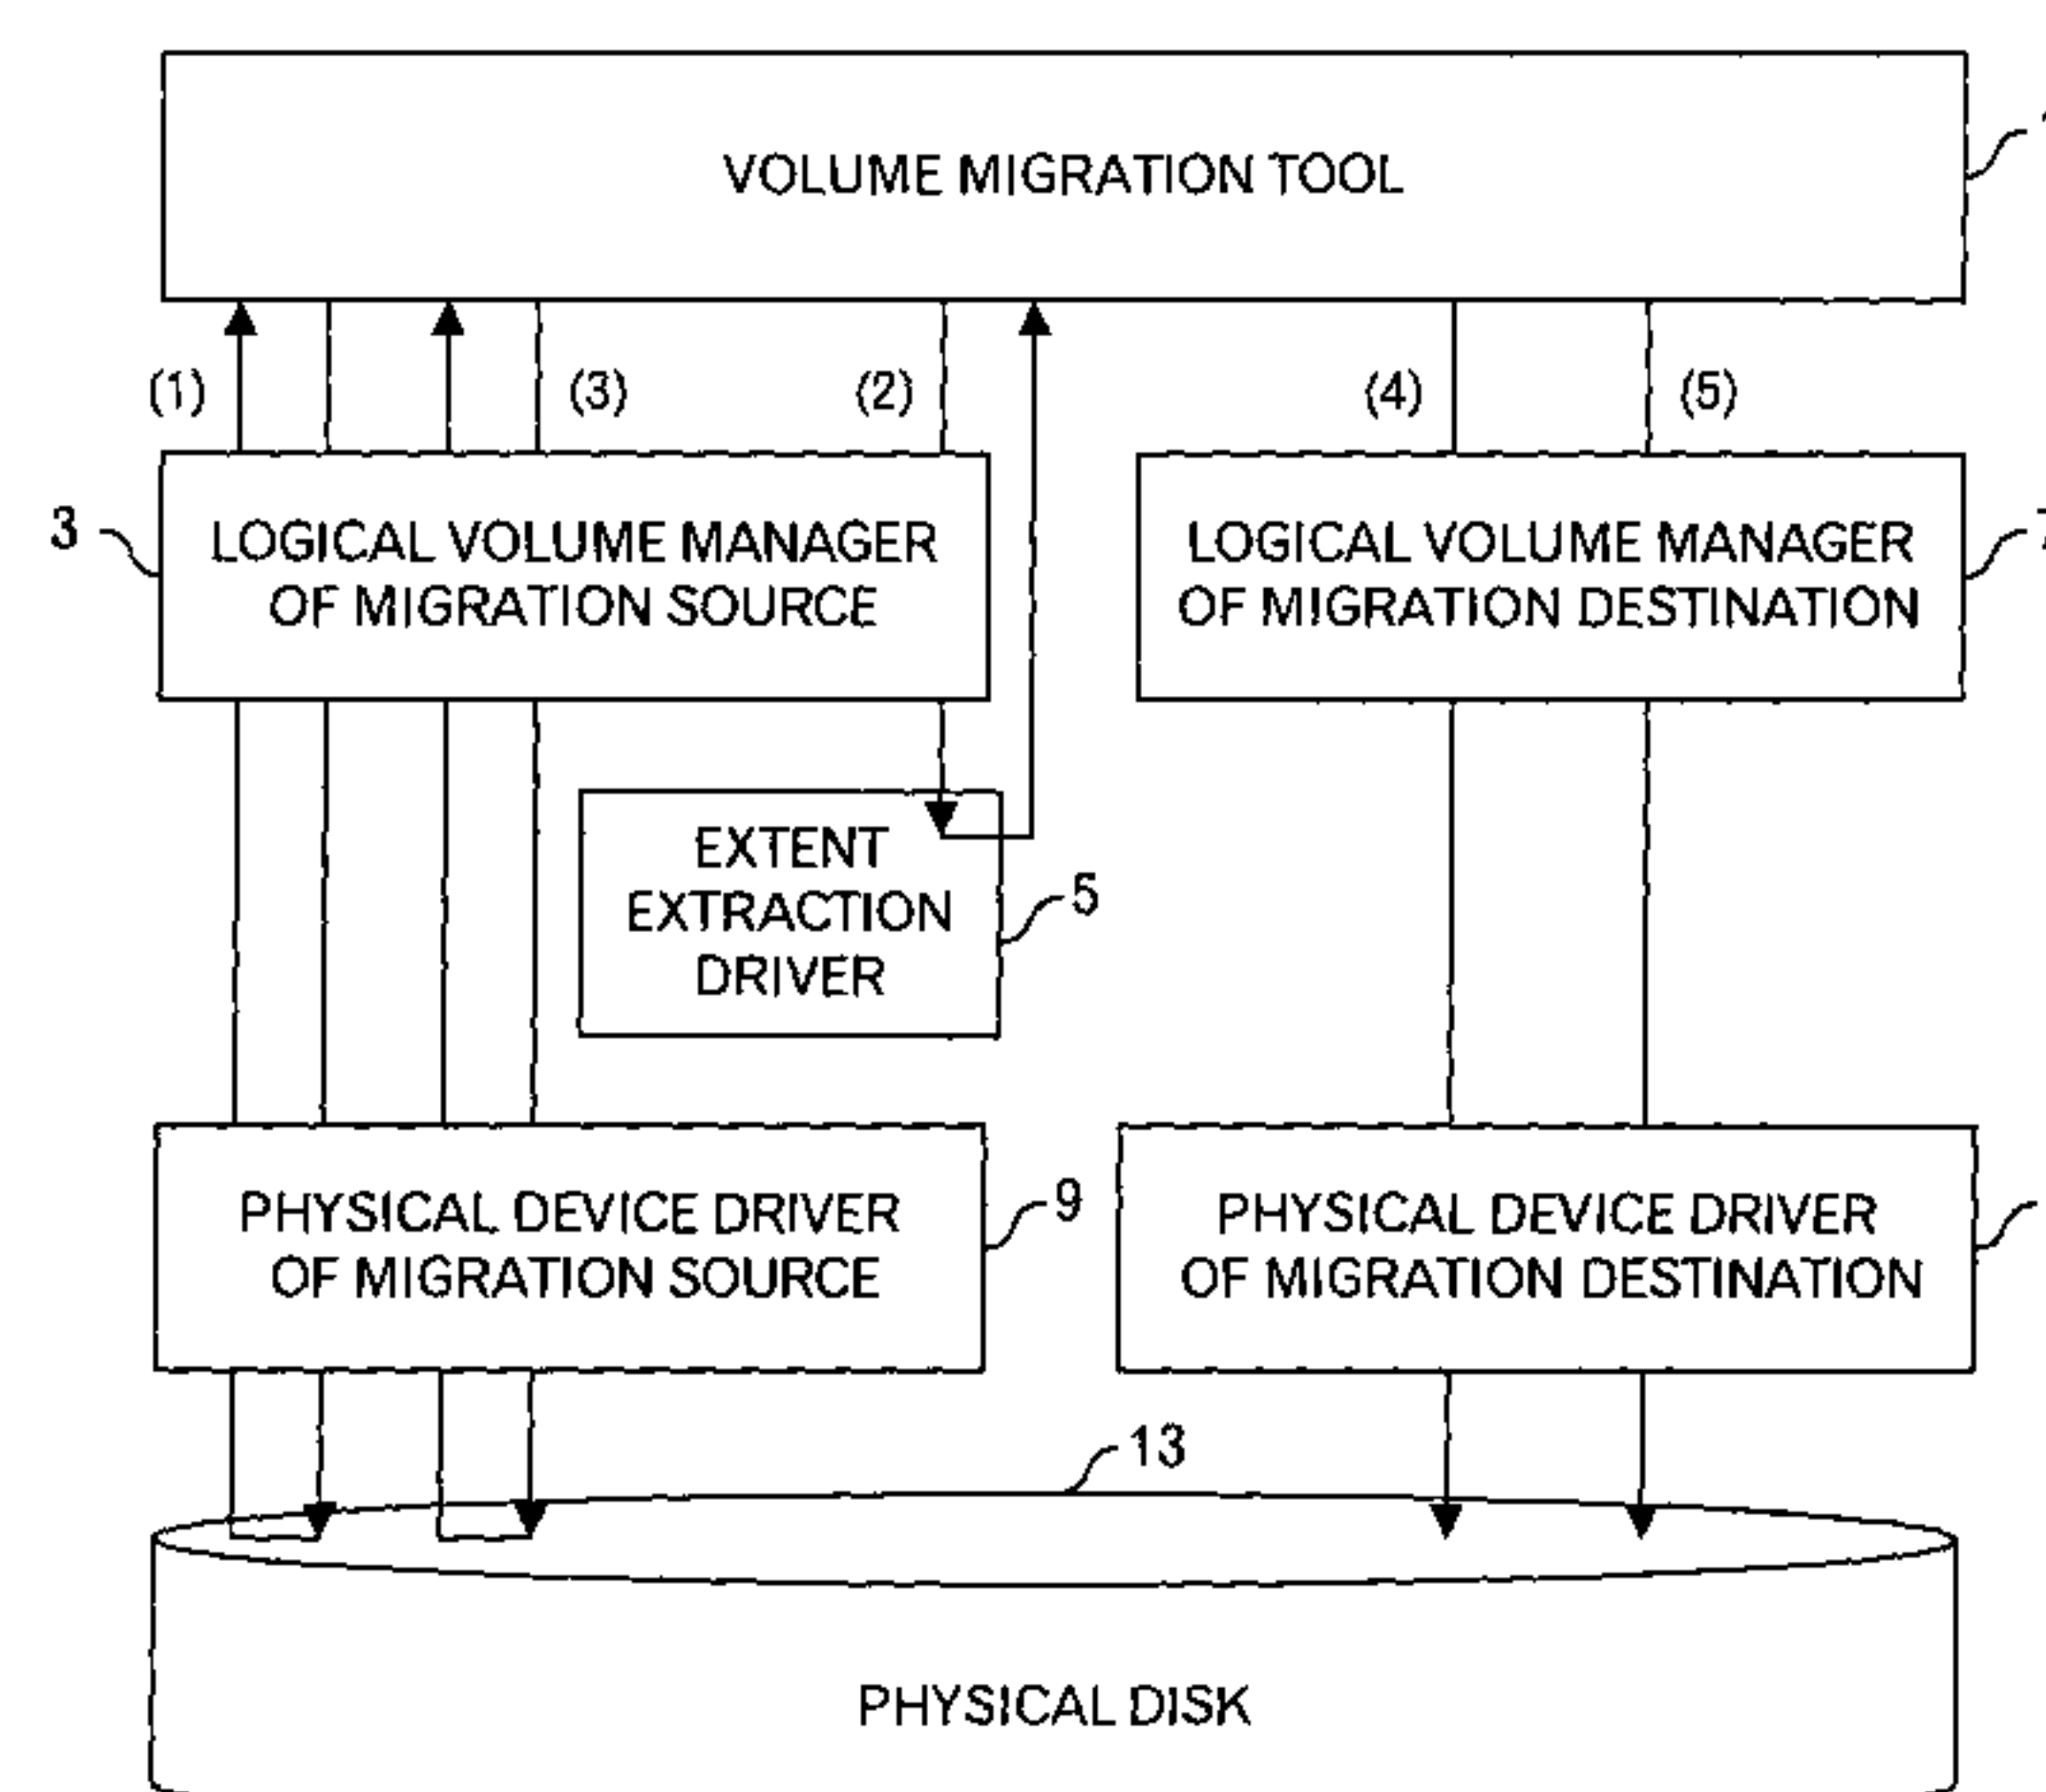 VOLUME MIGRATION TOOL
(1)
(3)
(2)
(4)
(5)
3
LOGICAL VOLUME MANAGER
OF MIGRATION SOURCE
LOGICAL VOLUME MANAGER
OF MIGRATION DESTINATION
EXTENT
EXTRACTION
DRIVER
5
PHYSICAL DEVICE DRIVER
OF MIGRATION SOURCE
9
PHYSICAL DEVICE DRIVER
OF MIGRATION DESTINATION
13
PHYSICAL DISK